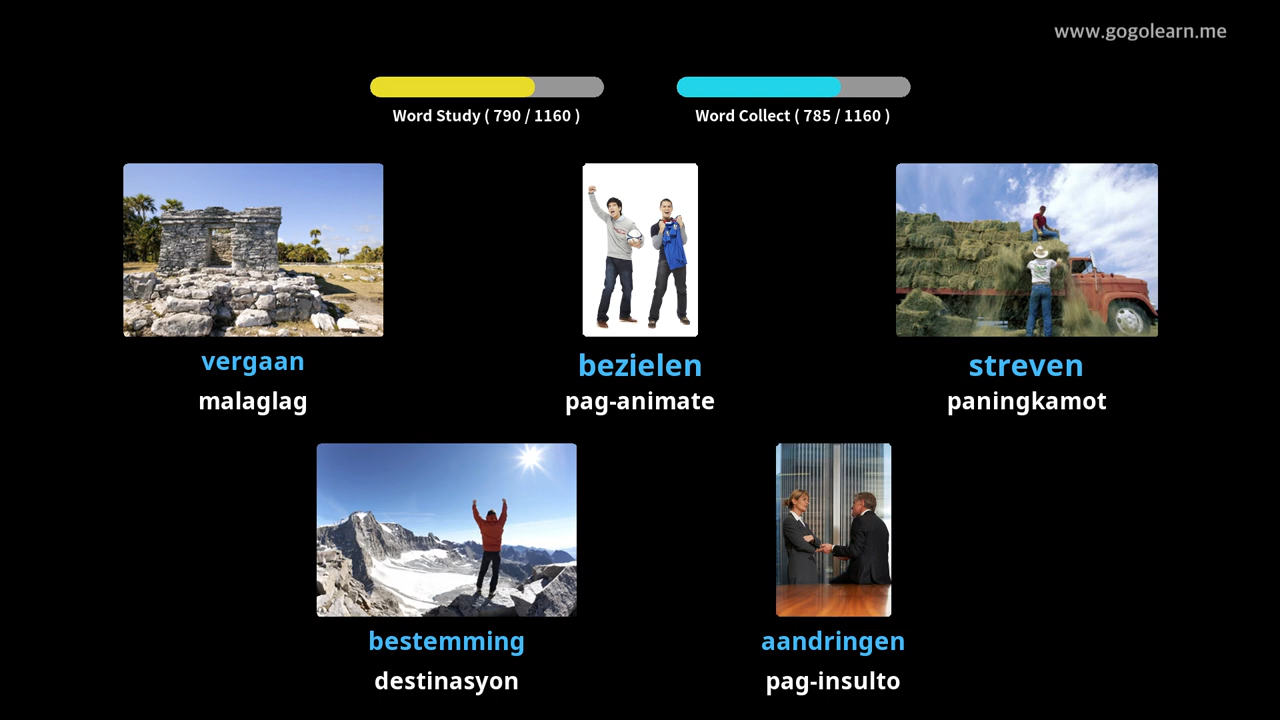 www.gogolearn.me
Word Study ( 790 / 1160 )
Word Collect ( 785 / 1160 )
vergaan
malaglag
bezielen
pag-animate
streven
paningkamot
bestemming
destinasyon
aandringen
pag-insulto